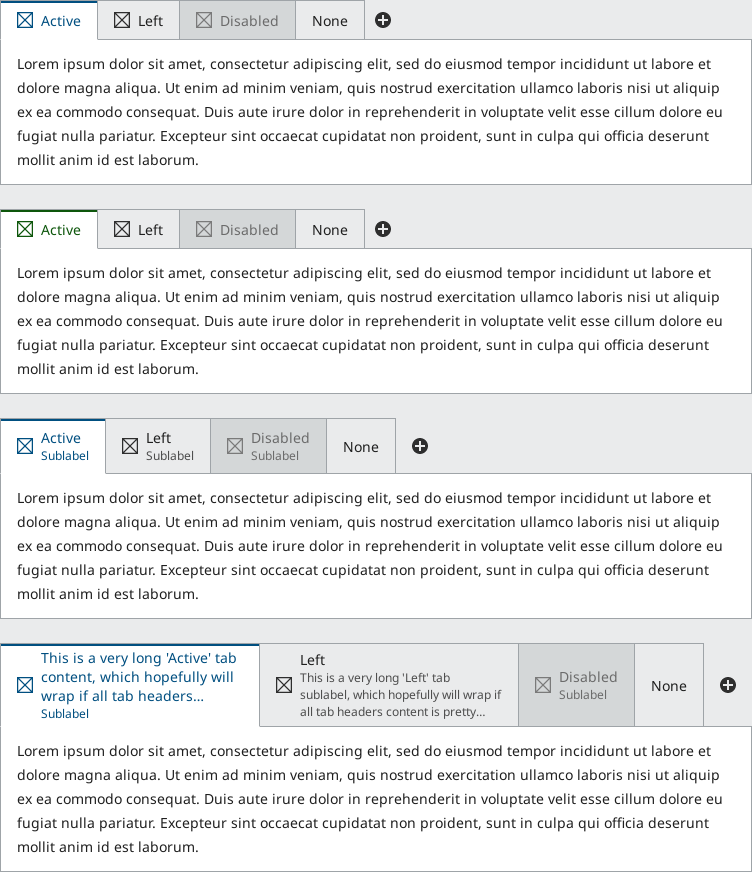 Active Left Disabled None
Lorem ipsum dolor sit amet, consectetur adipiscing elit, sed do eiusmod tempor incididunt ut labore et
dolore magna aliqua. Ut enim ad minim veniam, quis nostrud exercitation ullamco laboris nisi ut aliquip
ex ea commodo consequat. Duis aute irure dolor in reprehenderit in voluptate velit esse cillum dolore eu
fugiat nulla pariatur. Excepteur sint occaecat cupidatat non proident, sunt in culpa qui officia deserunt
mollit anim id est laborum.
Active Left Disabled None
Lorem ipsum dolor sit amet, consectetur adipiscing elit, sed do eiusmod tempor incididunt ut labore et
dolore magna aliqua. Ut enim ad minim veniam, quis nostrud exercitation ullamco laboris nisi ut aliquip
ex ea commodo consequat. Duis aute irure dolor in reprehenderit in voluptate velit esse cillum dolore eu
fugiat nulla pariatur. Excepteur sint occaecat cupidatat non proident, sunt in culpa qui officia deserunt
mollit anim id est laborum.
Active
Sublabel
Left
Sublabel
Disabled
Sublabel
None
Lorem ipsum dolor sit amet, consectetur adipiscing elit, sed do eiusmod tempor incididunt ut labore et
dolore magna aliqua. Ut enim ad minim veniam, quis nostrud exercitation ullamco laboris nisi ut aliquip
ex ea commodo consequat. Duis aute irure dolor in reprehenderit in voluptate velit esse cillum dolore eu
fugiat nulla pariatur. Excepteur sint occaecat cupidatat non proident, sunt in culpa qui officia deserunt
mollit anim id est laborum.
This is a very long 'Active' tab
content, which hopefully will
wrap if all tab headers...
Sublabel
Left
This is a very long 'Left' tab
sublabel, which hopefully will wrap if
all tab headers content is pretty...
Disabled
Sublabel
None
Lorem ipsum dolor sit amet, consectetur adipiscing elit, sed do eiusmod tempor incididunt ut labore et
dolore magna aliqua. Ut enim ad minim veniam, quis nostrud exercitation ullamco laboris nisi ut aliquip
ex ea commodo consequat. Duis aute irure dolor in reprehenderit in voluptate velit esse cillum dolore eu
fugiat nulla pariatur. Excepteur sint occaecat cupidatat non proident, sunt in culpa qui officia deserunt
mollit anim id est laborum.